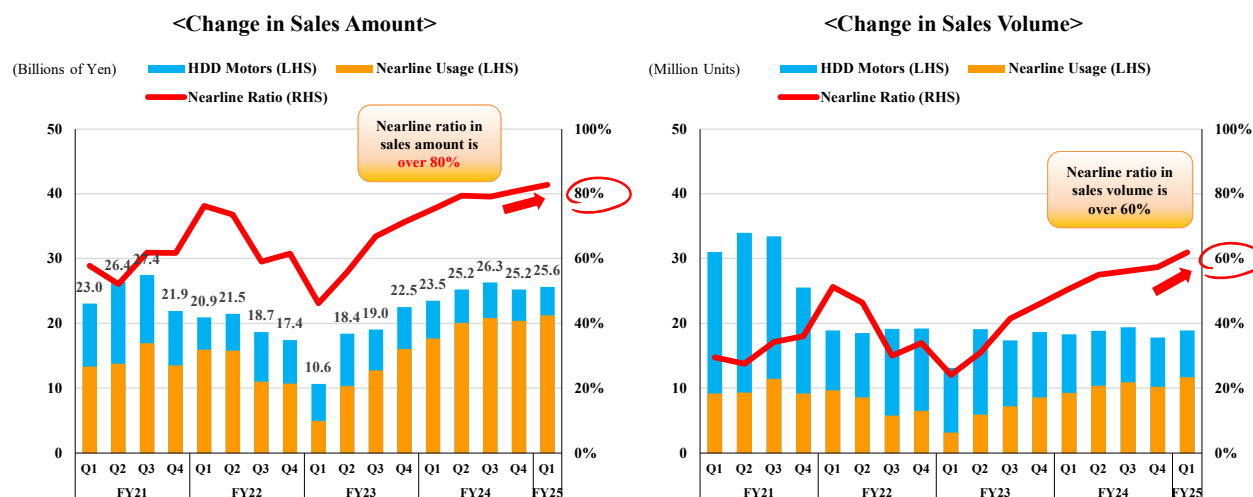 <Change in Sales Amount>
(Billions of Yen)
HDD Motors (LHS)
Nearline Usage (LHS)
Nearline Ratio (RHS)
Nearline ratio in
sales amount is
over 80%
50
40
30
20
10
0
100%
80%
60%
40%
20%
0%
23.0
26.4
27.4
21.9
20.9
21.5
18.7
17.4
10.6
18.4
19.0
22.5
23.5
25.2
26.3
25.2
25.6
Q1 Q2 Q3 Q4 Q1 Q2 Q3 Q4 Q1 Q2 Q3 Q4 Q1 Q2 Q3 Q4 Q1
FY21 FY22 FY23 FY24 FY25
<Change in Sales Volume>
(Million Units)
HDD Motors (LHS)
Nearline Usage (LHS)
Nearline Ratio (RHS)
Nearline ratio in
sales volume is
over 60%
50
40
30
20
10
0
100%
80%
60%
40%
20%
0%
Q1 Q2 Q3 Q4 Q1 Q2 Q3 Q4 Q1 Q2 Q3 Q4 Q1 Q2 Q3 Q4 Q1
FY21 FY22 FY23 FY24 FY25